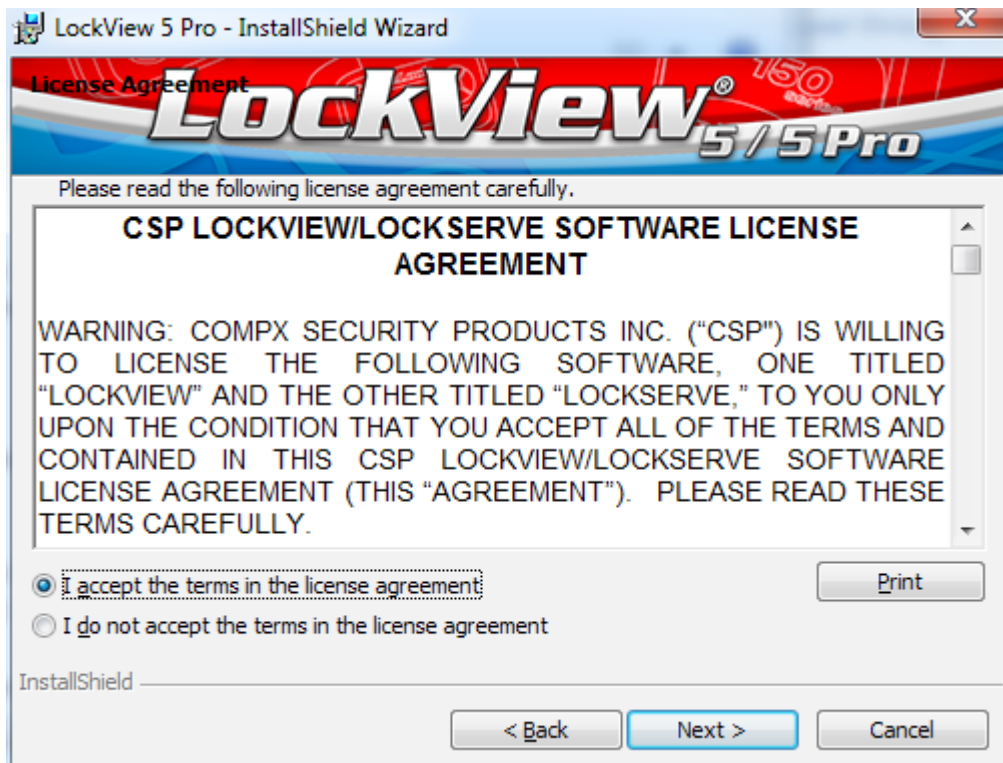 LockView 5 Pro - InstallShield Wizard
License Agreement
LockView®
5 / 5 Pro
150
series
Please read the following license agreement carefully.
CSP LOCKVIEW/LOCKSERVE SOFTWARE LICENSE
AGREEMENT
WARNING: COMPX SECURITY PRODUCTS INC. (“CSP") IS WILLING
TO LICENSE THE FOLLOWING SOFTWARE, ONE TITLED
“LOCKVIEW” AND THE OTHER TITLED “LOCKSERVE,” TO YOU ONLY
UPON THE CONDITION THAT YOU ACCEPT ALL OF THE TERMS AND
CONTAINED IN THIS CSP LOCKVIEW/LOCKSERVE SOFTWARE
LICENSE AGREEMENT (THIS “AGREEMENT”). PLEASE READ THESE
TERMS CAREFULLY.
I accept the terms in the license agreement
Print
I do not accept the terms in the license agreement
InstallShield
< Back
Next >
Cancel